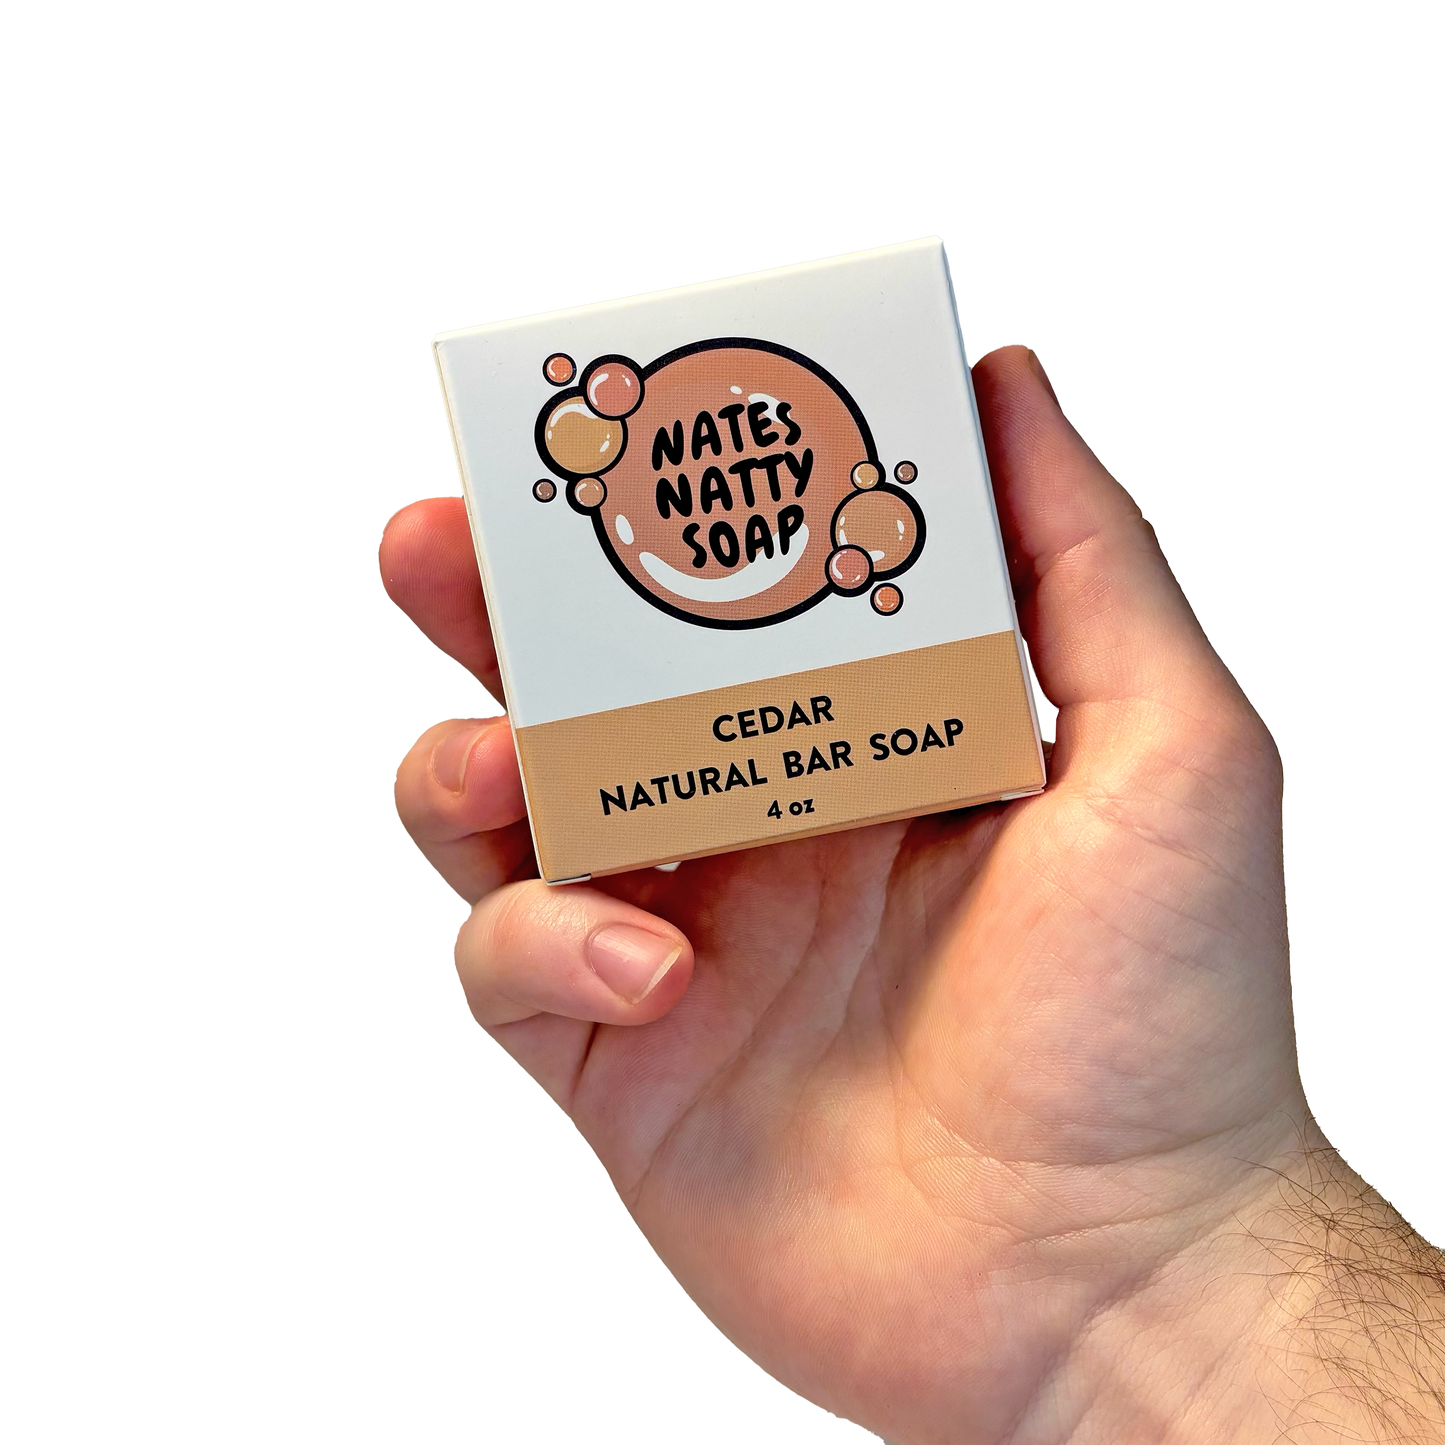 NATES
NATTY
SOAP
CEDAR
NATURAL BAR SOAP
4 oz